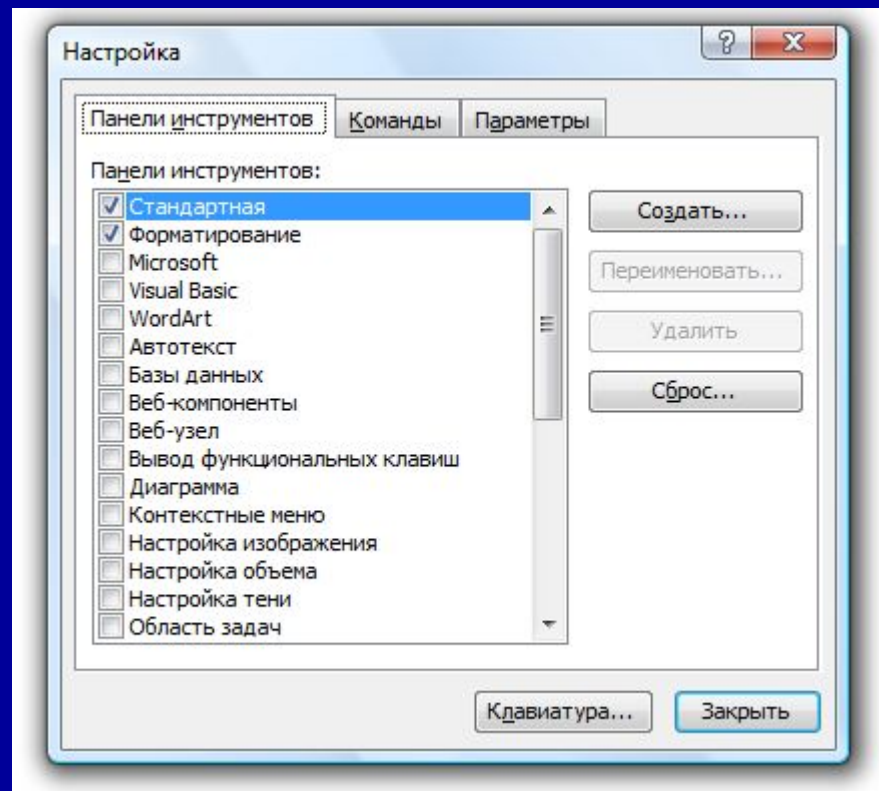 Настройка
Панели инструментов
Команды
Параметры
Панели инструментов:
Стандартная
Форматирование
Microsoft
Visual Basic
WordArt
Автотекст
Базы данных
Веб-компоненты
Веб-узел
Вывод функциональных клавиш
Диаграмма
Контекстные меню
Настройка изображения
Настройка объема
Настройка тени
Область задач
Создать...
Переименовать...
Удалить
Сброс...
Клавиатура...
Закрыть